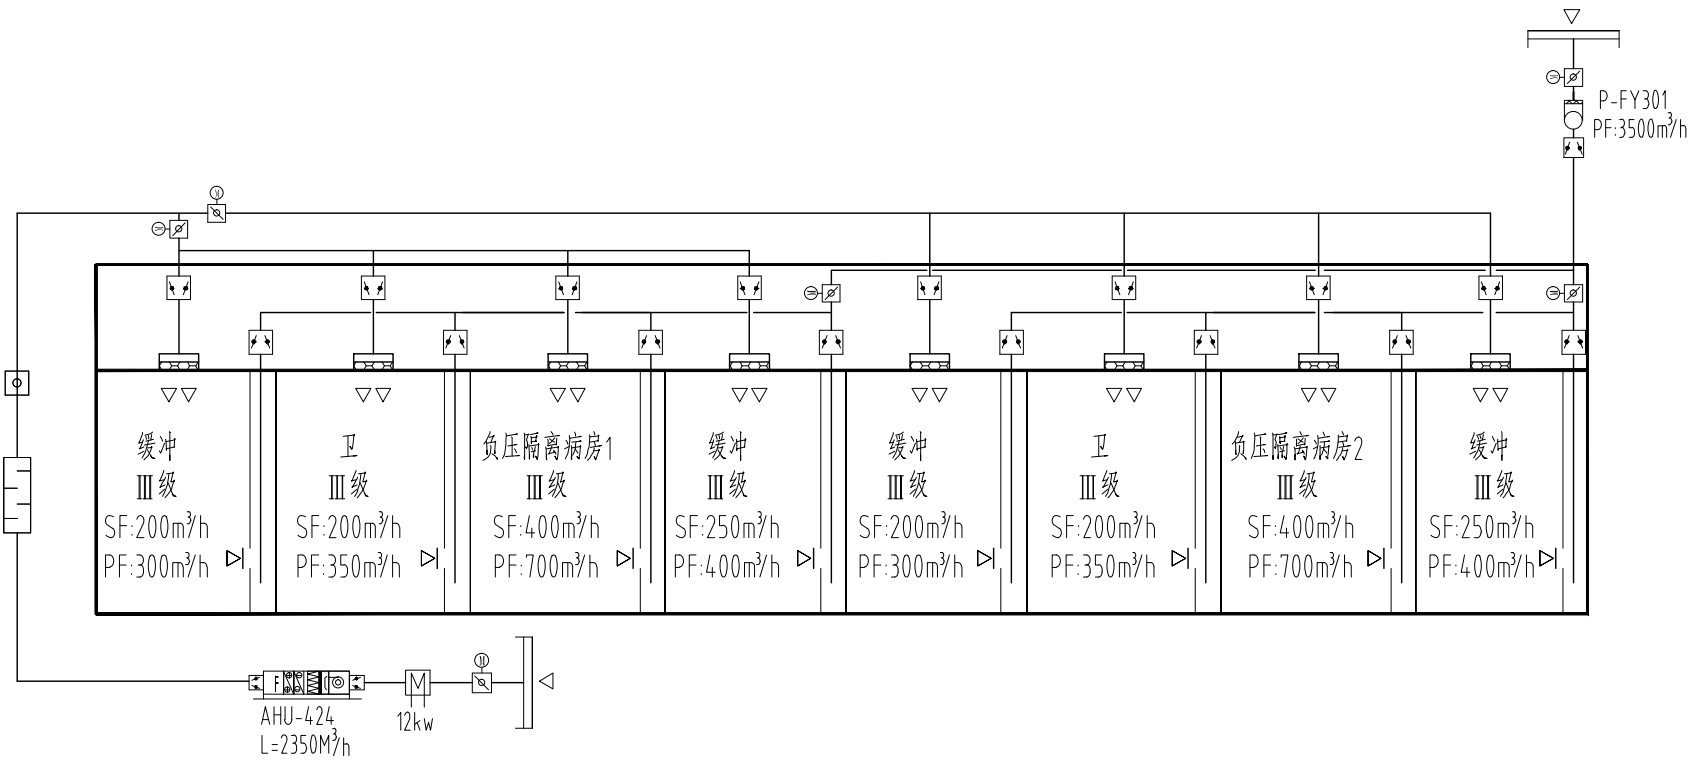 P-FY301
PF:3500m³/h
缓冲
Ⅲ级
SF:200m³/h
PF:300m³/h
卫
Ⅲ级
SF:200m³/h
PF:350m³/h
负压隔离病房1
Ⅲ级
SF:400m³/h
PF:700m³/h
缓冲
Ⅲ级
SF:250m³/h
PF:400m³/h
缓冲
Ⅲ级
SF:200m³/h
PF:300m³/h
卫
Ⅲ级
SF:200m³/h
PF:350m³/h
负压隔离病房2
Ⅲ级
SF:400m³/h
PF:700m³/h
缓冲
Ⅲ级
SF:250m³/h
PF:400m³/h
F
M
AHU-424
L=2350M³/h
12kw